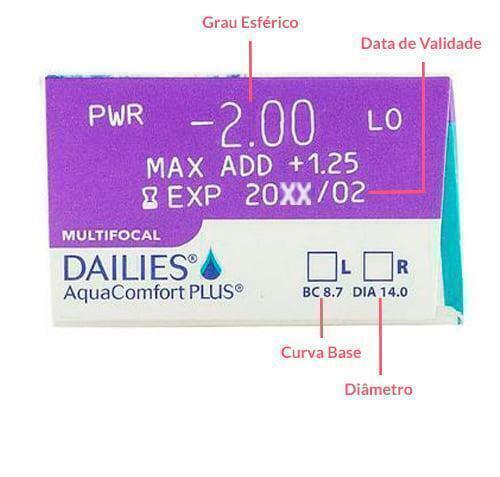 Grau Esférico
Data de Validade
PWR -2.00 LO
MAX ADD +1.25
EXP 20XX/02
MULTIFOCAL
DAILIES®
AquaComfort PLUS®
L R
BC 8.7 DIA 14.0
Curva Base
Diâmetro